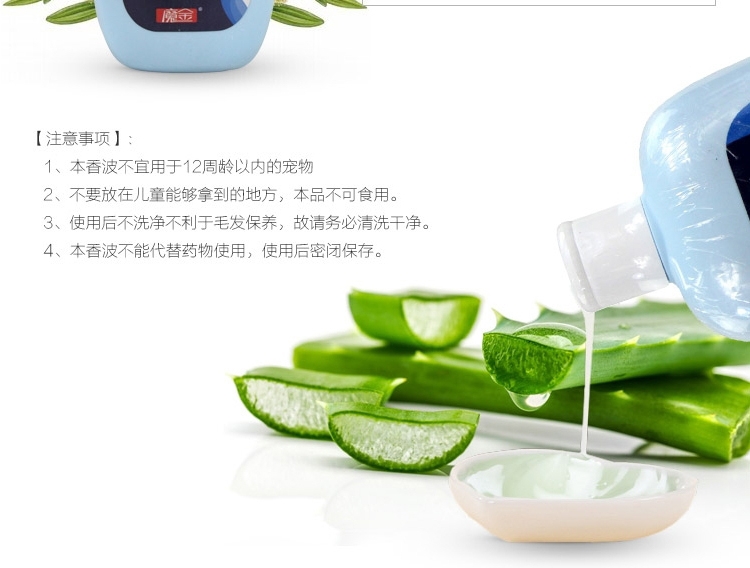 魔金®
【注意事项】:
1、本香波不宜用于12周龄以内的宠物
2、不要放在儿童能够拿到的地方，本品不可食用。
3、使用后不洗净不利于毛发保养，故请务必清洗干净。
4、本香波不能代替药物使用，使用后密闭保存。